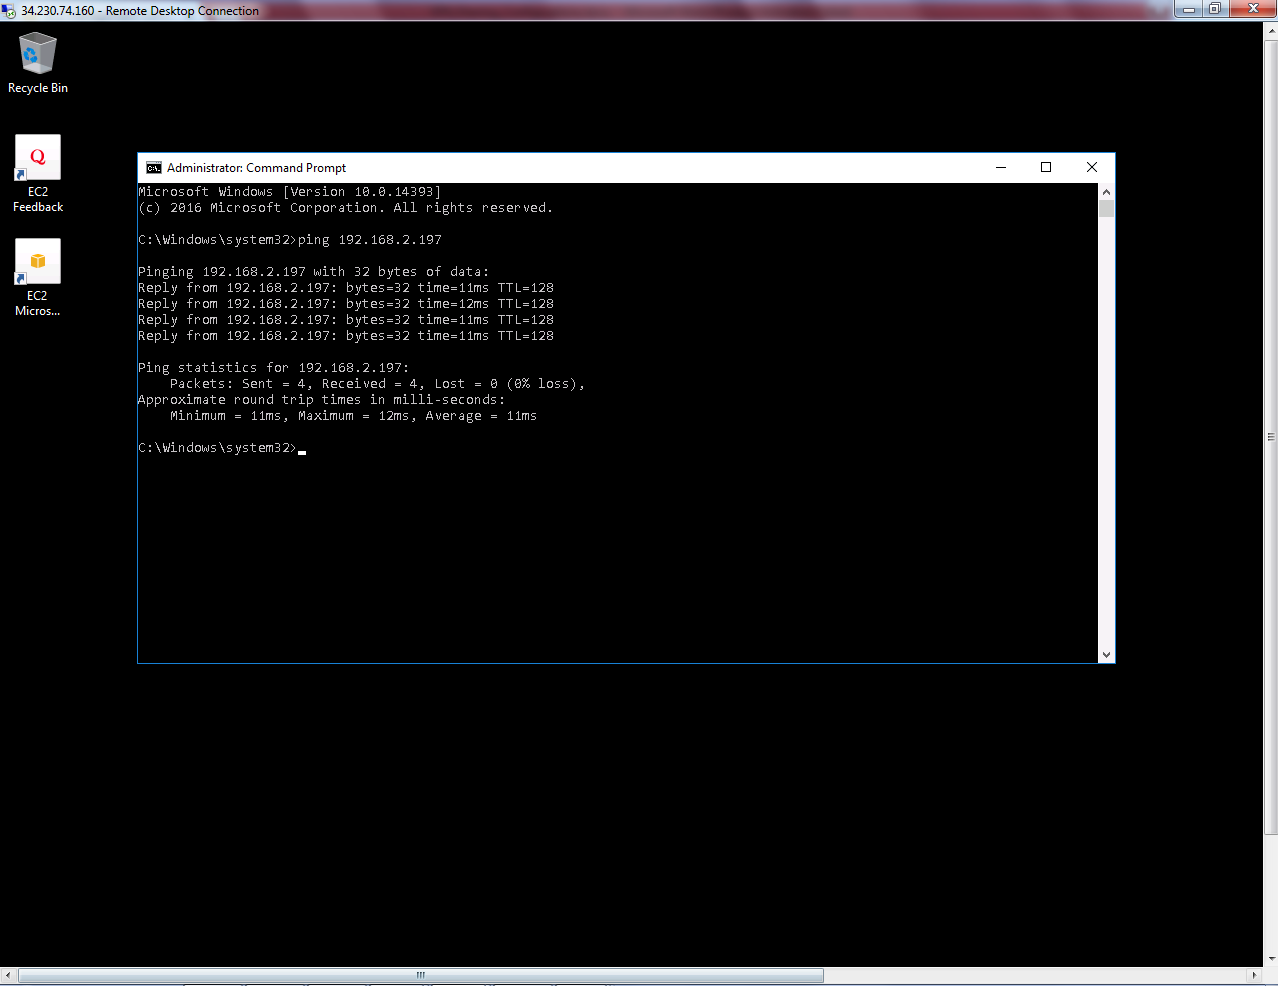 34.230.74.160 - Remote Desktop Connection
Recycle Bin
Q
EC2
Feedback
EC2
Micros...
Administrator: Command Prompt
Microsoft Windows [Version 10.0.14393]
(c) 2016 Microsoft Corporation. All rights reserved.
C:\Windows\system32>ping 192.168.2.197
Pinging 192.168.2.197 with 32 bytes of data:
Reply from 192.168.2.197: bytes=32 time=11ms TTL=128
Reply from 192.168.2.197: bytes=32 time=12ms TTL=128
Reply from 192.168.2.197: bytes=32 time=11ms TTL=128
Reply from 192.168.2.197: bytes=32 time=11ms TTL=128
Ping statistics for 192.168.2.197:
Packets: Sent = 4, Received = 4, Lost = 0 (0% loss),
Approximate round trip times in milli-seconds:
Minimum = 11ms, Maximum = 12ms, Average = 11ms
C:\Windows\system32>